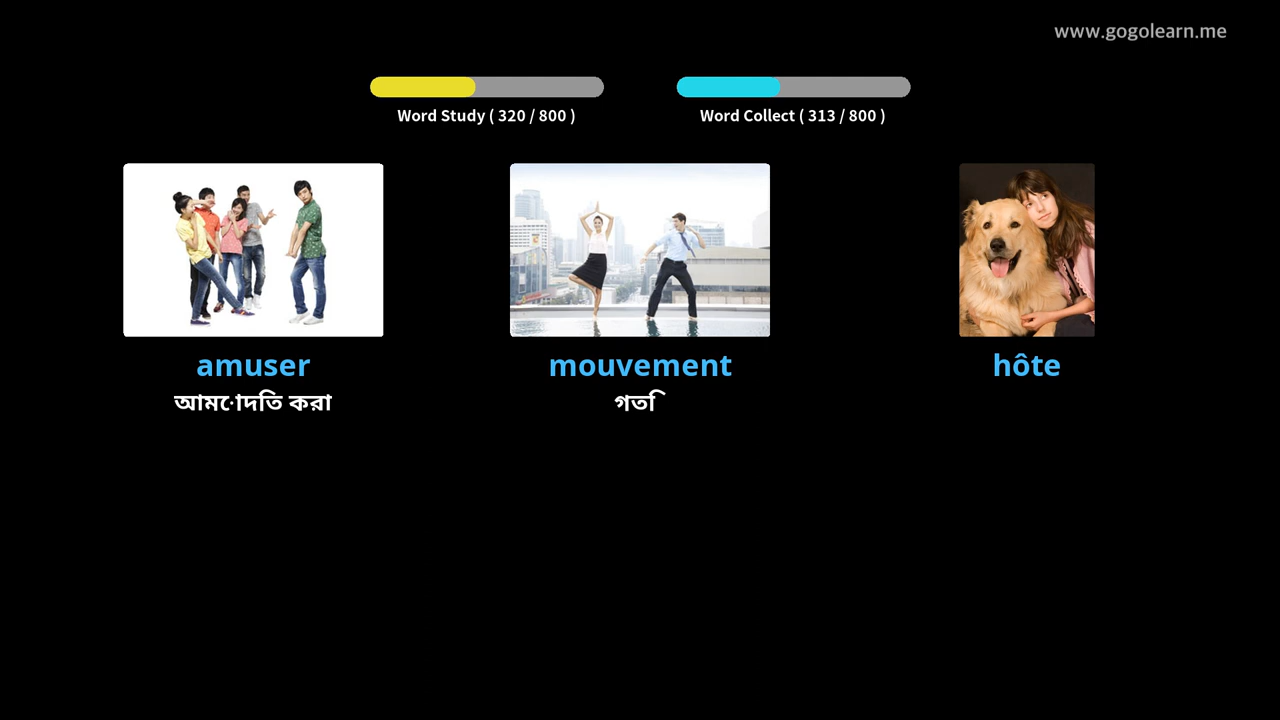 www.gogolearn.me
Word Study ( 320 / 800 )
Word Collect ( 313 / 800 )
amuser
mouvement
hôte
আমোদিত করা
গতি